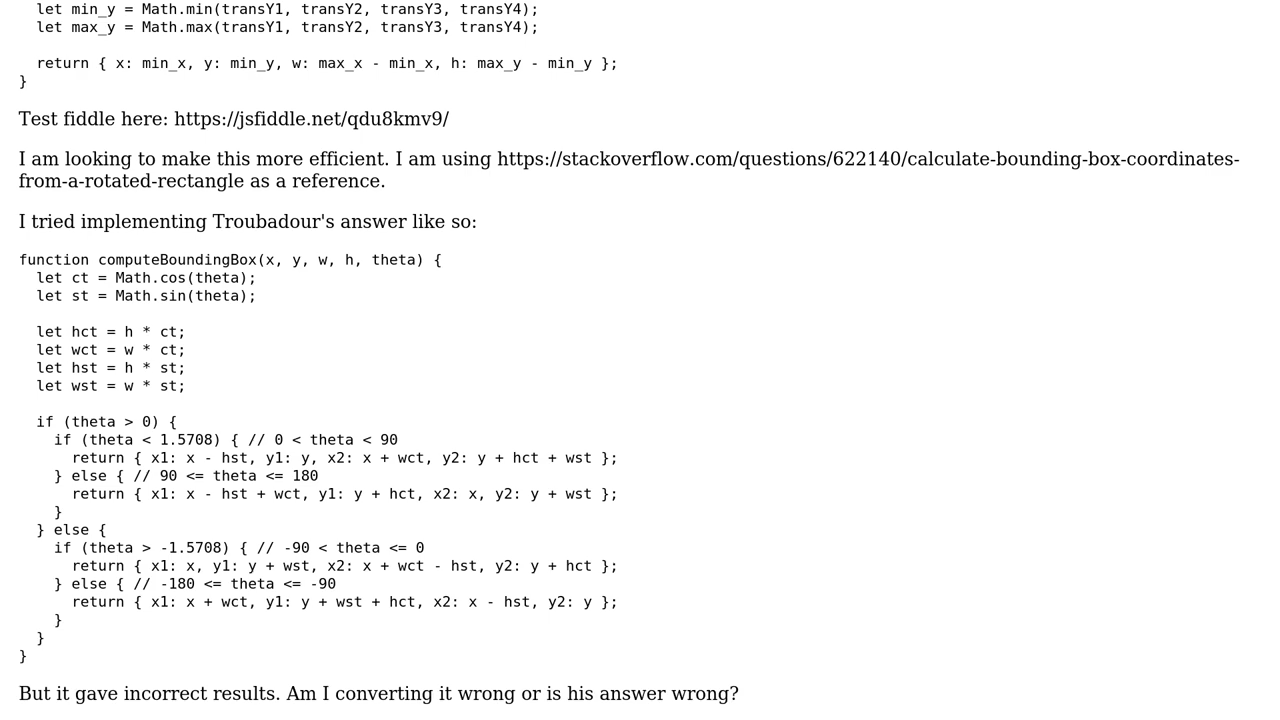 let min_y = Math.min(transY1, transY2, transY3, transY4);
  let max_y = Math.max(transY1, transY2, transY3, transY4);

  return { x: min_x, y: min_y, w: max_x - min_x, h: max_y - min_y };
}
Test fiddle here: https://jsfiddle.net/qdu8kmv9/
I am looking to make this more efficient. I am using https://stackoverflow.com/questions/622140/calculate-bounding-box-coordinates-
from-a-rotated-rectangle as a reference.
I tried implementing Troubadour's answer like so:
function computeBoundingBox(x, y, w, h, theta) {
  let ct = Math.cos(theta);
  let st = Math.sin(theta);

  let hct = h * ct;
  let wct = w * ct;
  let hst = h * st;
  let wst = w * st;

  if (theta > 0) {
    if (theta < 1.5708) { // 0 < theta < 90
      return { x1: x - hst, y1: y, x2: x + wct, y2: y + hct + wst };
    } else { // 90 <= theta <= 180
      return { x1: x - hst + wct, y1: y + hct, x2: x, y2: y + wst };
    }
  } else {
    if (theta > -1.5708) { // -90 < theta <= 0
      return { x1: x, y1: y + wst, x2: x + wct - hst, y2: y + hct };
    } else { // -180 <= theta <= -90
      return { x1: x + wct, y1: y + wst + hct, x2: x - hst, y2: y };
    }
  }
}
But it gave incorrect results. Am I converting it wrong or is his answer wrong?